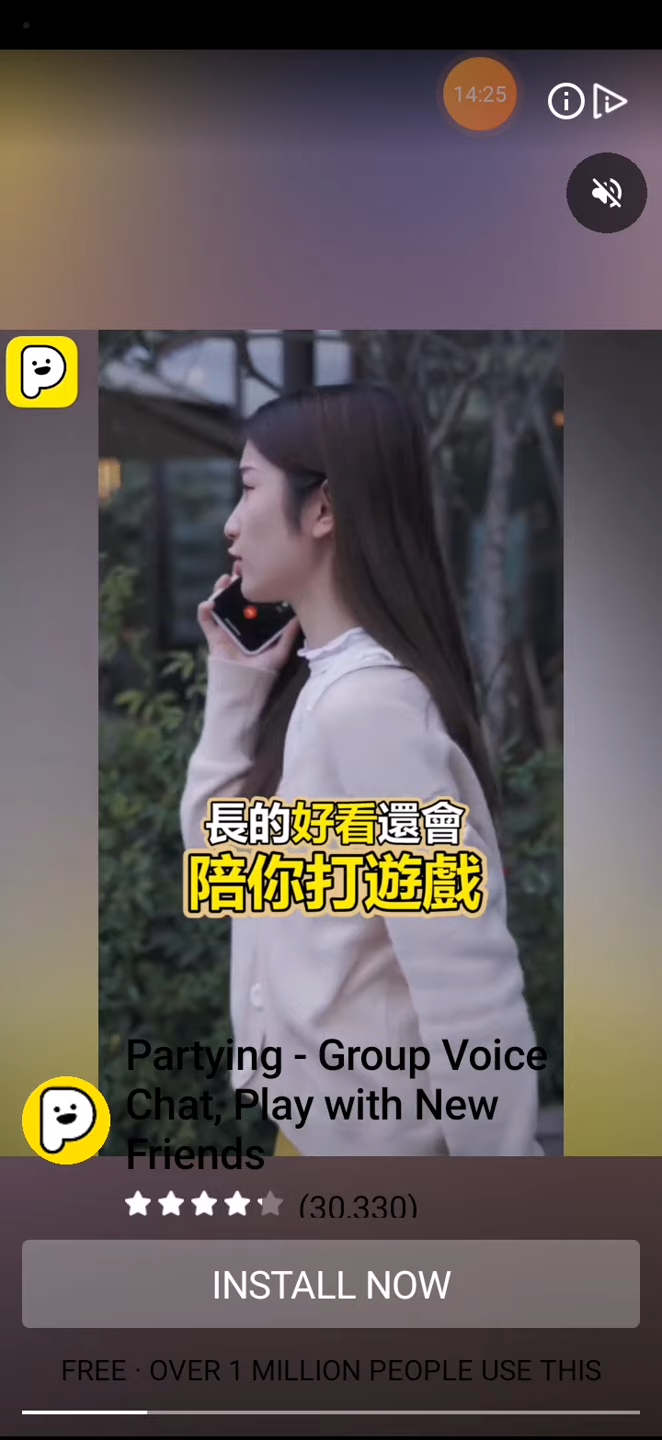 14:25
長的好看還會
陪你打遊戲
Partying - Group Voice
Chat, Play with New
Friends
(30,330)
INSTALL NOW
FREE · OVER 1 MILLION PEOPLE USE THIS